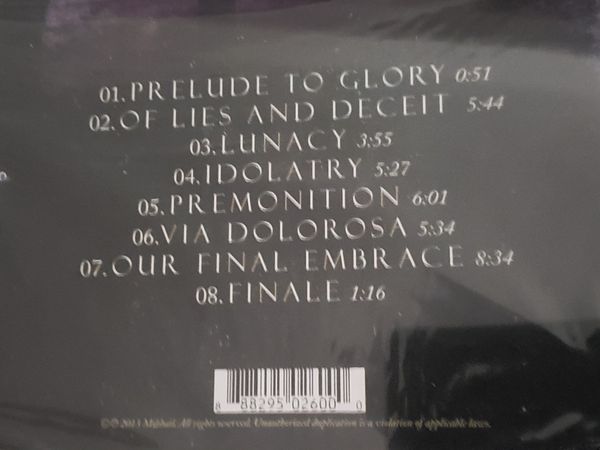 01. PRELUDE TO GLORY 0:51
02. OF LIES AND DECEIT 5:44
03. LUNACY 3:55
04. IDOLATRY 5:27
05. PREMONITION 6:01
06. VIA DOLOROSA 5:34
07. OUR FINAL EMBRACE 8:34
08. FINALE 1:16
8 88295 02600 0
©℗ 2013 All rights reserved. Unauthorized duplication is a violation of applicable laws.